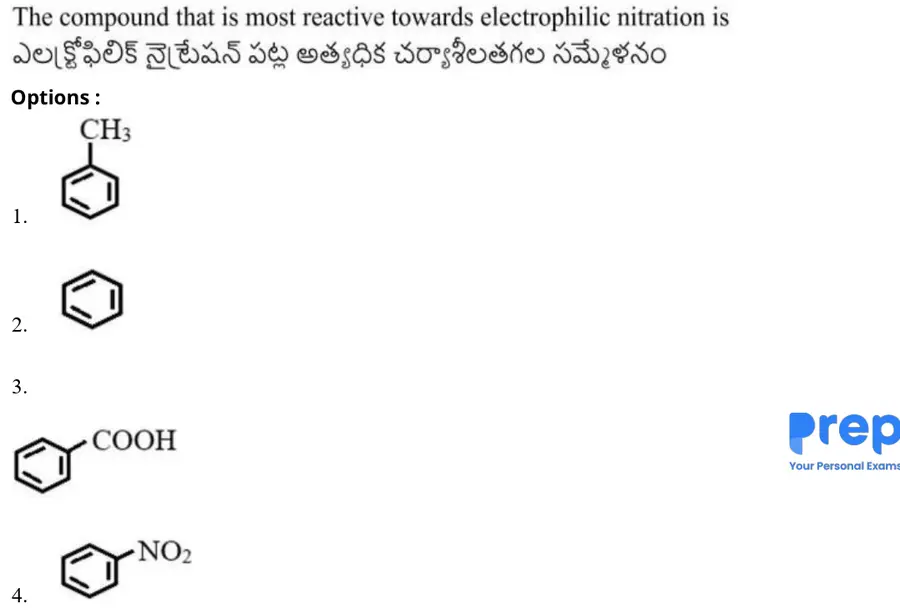 The compound that is most reactive towards electrophilic nitration is
ఎలక్ట్రోఫిలిక్ నైట్రేషన్ పట్ల అత్యధిక చర్యాశీలతగల సమ్మేళనం
Options :
CH₃
1.
2.
3.
COOH
NO₂
4.
prep
Your Personal Exams